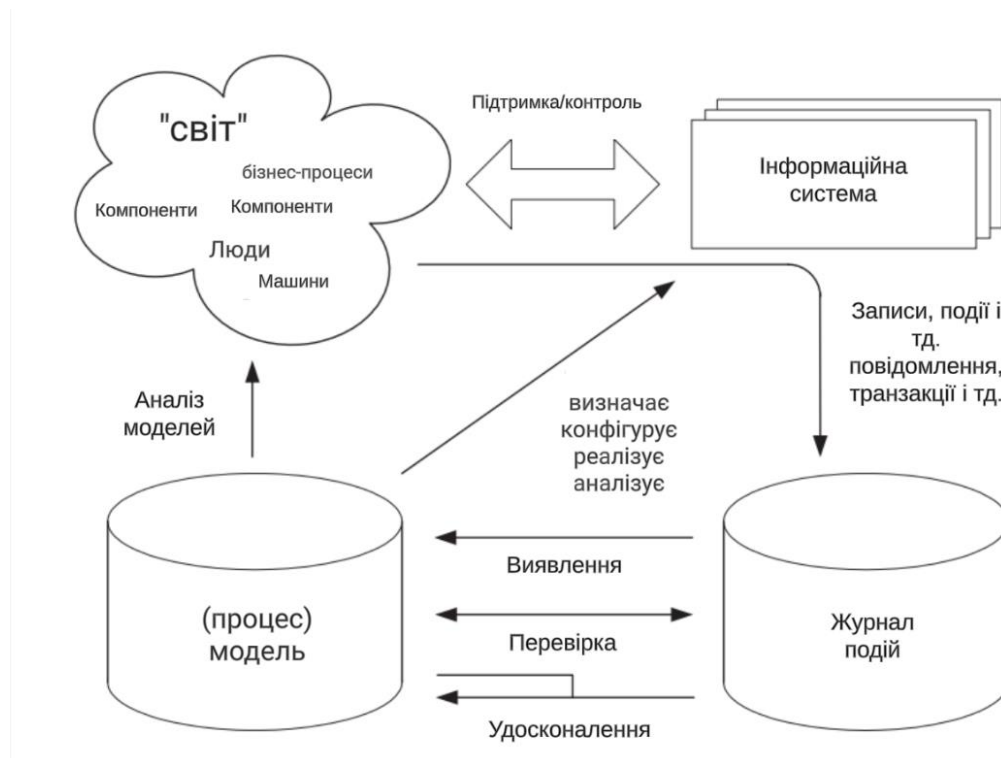 Підтримка/контроль
"світ"
бізнес-процеси
Компоненти
Компоненти
Люди
Машини
Інформаційна
система
Записи, події і
тд.
повідомлення,
транзакції і тд.
Аналіз
моделей
визначає
конфігурує
реалізує
аналізує
Виявлення
(процес)
модель
Перевірка
Журнал
подій
Удосконалення